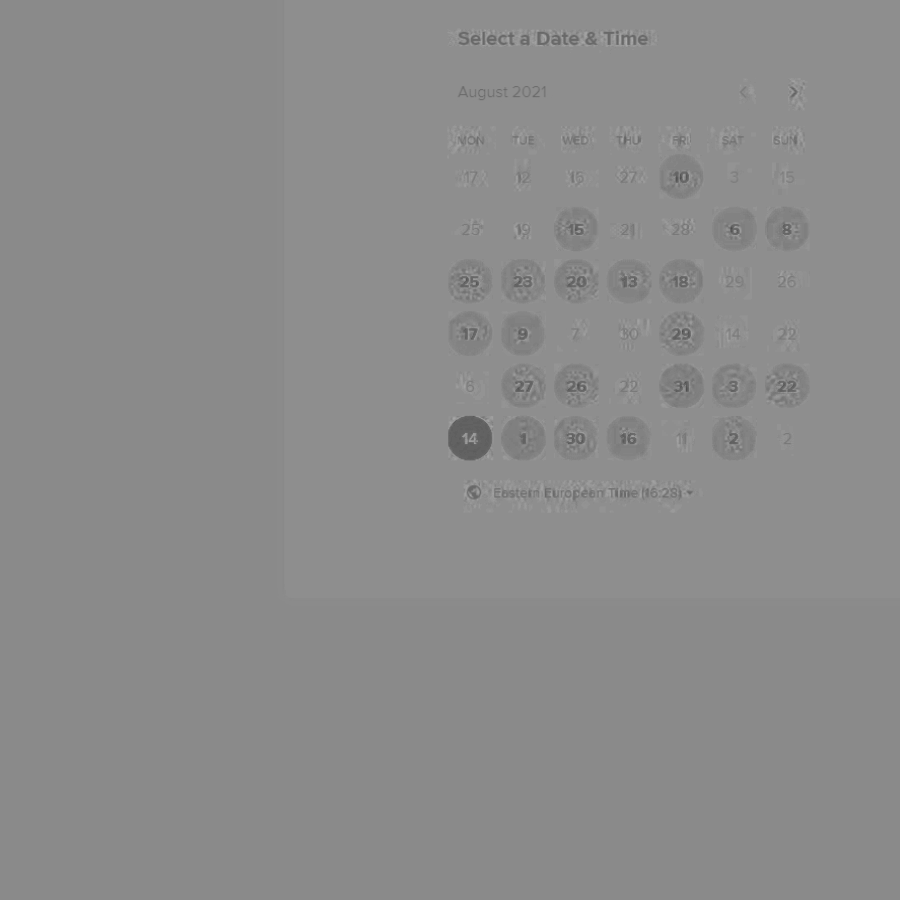 Select a Date & Time
August 2021
MON TUE WED THU FRI SAT SUN
17 12 15 27 10 3 15
25 19 15 21 28 6 8
25 23 20 13 18 29 26
17 9 7 30 29 14 22
6 27 26 22 31 3 22
14 1 30 16 11 2 2
Eastern European Time (16:28)